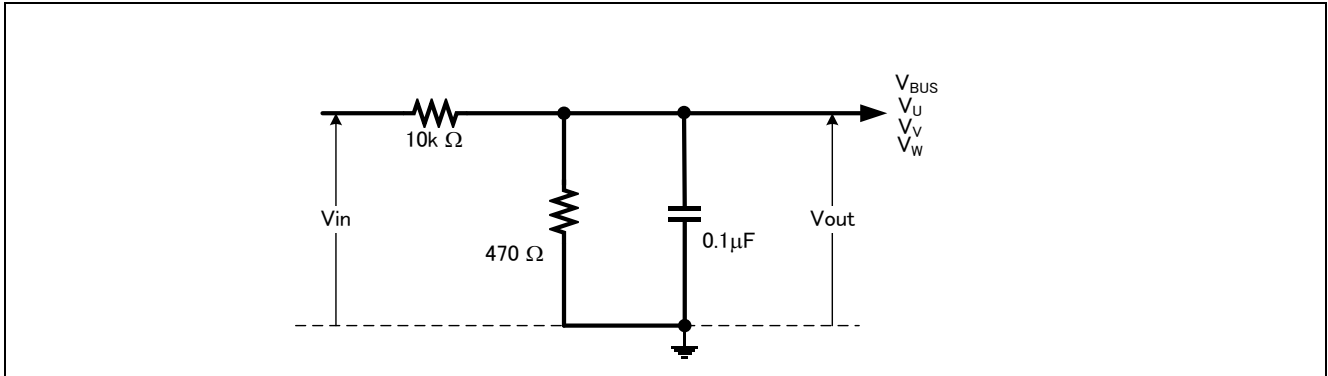 V_BUS
V_U
V_V
V_W
10k Ω
Vin
Vout
470 Ω
0.1μF